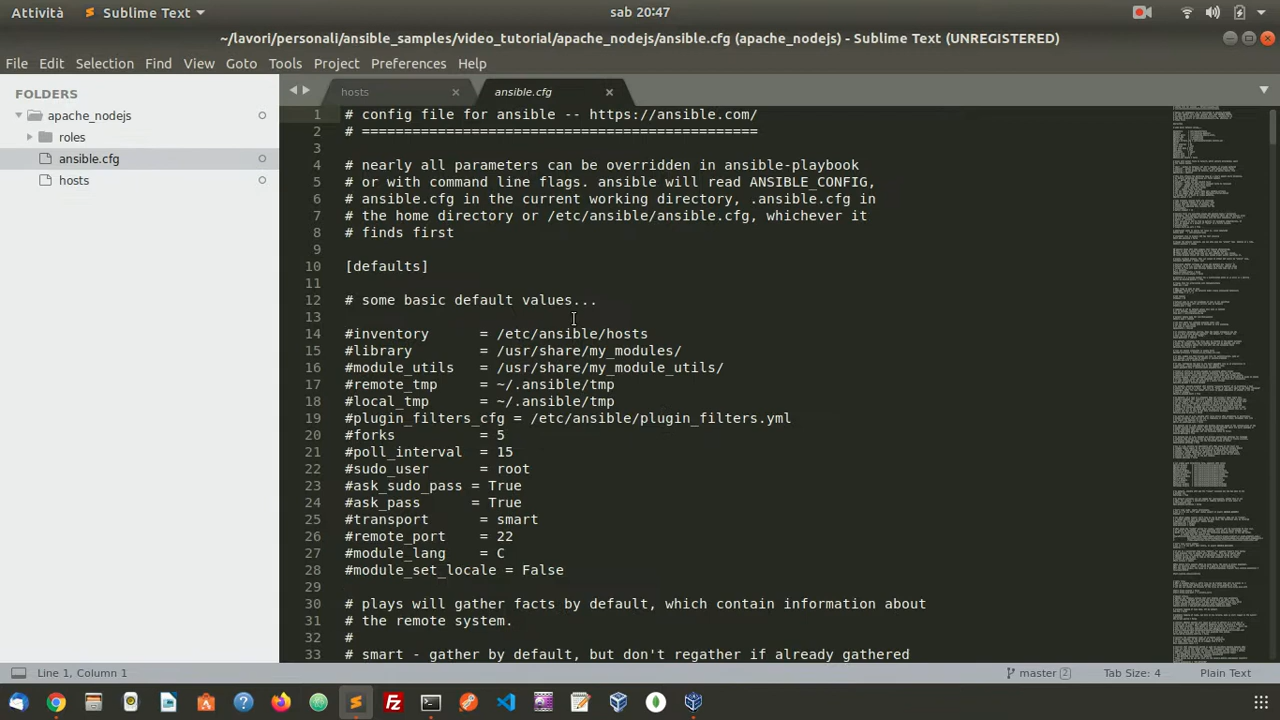 Attività
Sublime Text
sab 20:47
~/lavori/personali/ansible_samples/video_tutorial/apache_nodejs/ansible.cfg (apache_nodejs) - Sublime Text (UNREGISTERED)
File Edit Selection Find View Goto Tools Project Preferences Help
FOLDERS
apache_nodejs
roles
ansible.cfg
hosts
hosts
ansible.cfg
1 # config file for ansible -- https://ansible.com/
2 # ===============================================
3
4 # nearly all parameters can be overridden in ansible-playbook
5 # or with command line flags. ansible will read ANSIBLE_CONFIG,
6 # ansible.cfg in the current working directory, .ansible.cfg in
7 # the home directory or /etc/ansible/ansible.cfg, whichever it
8 # finds first
9
10 [defaults]
11
12 # some basic default values...
13
14 #inventory      = /etc/ansible/hosts
15 #library        = /usr/share/my_modules/
16 #module_utils   = /usr/share/my_module_utils/
17 #remote_tmp     = ~/.ansible/tmp
18 #local_tmp      = ~/.ansible/tmp
19 #plugin_filters_cfg = /etc/ansible/plugin_filters.yml
20 #forks          = 5
21 #poll_interval  = 15
22 #sudo_user      = root
23 #ask_sudo_pass = True
24 #ask_pass      = True
25 #transport      = smart
26 #remote_port    = 22
27 #module_lang    = C
28 #module_set_locale = False
29
30 # plays will gather facts by default, which contain information about
31 # the remote system.
32 #
33 # smart - gather by default, but don't regather if already gathered
Line 1, Column 1
master 2
Tab Size: 4
Plain Text